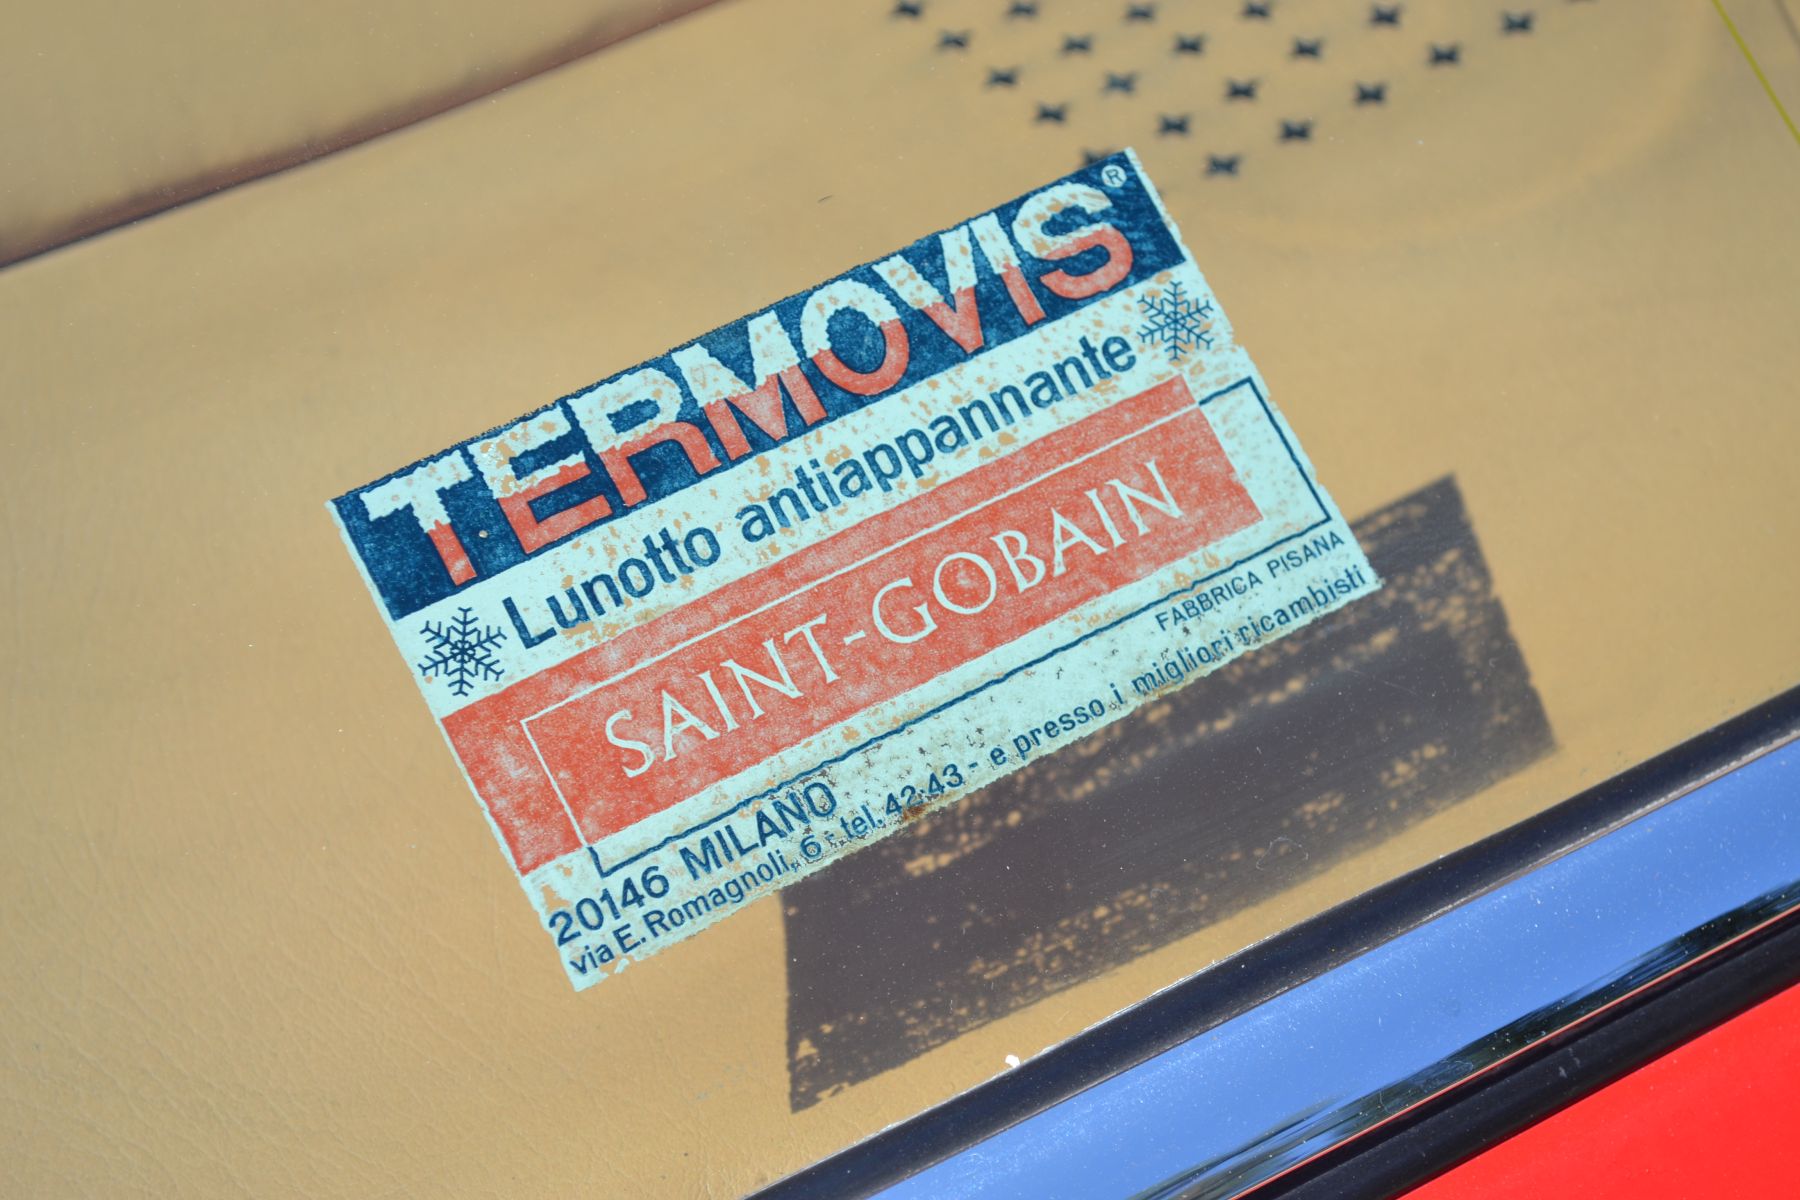 TERMOVIS®
Lunotto antiappannante
SAINT-GOBAIN
FABBRICA PISANA
20146 MILANO
via E. Romagnoli, 6 - tel. 42.43 - e presso i migliori ricambisti